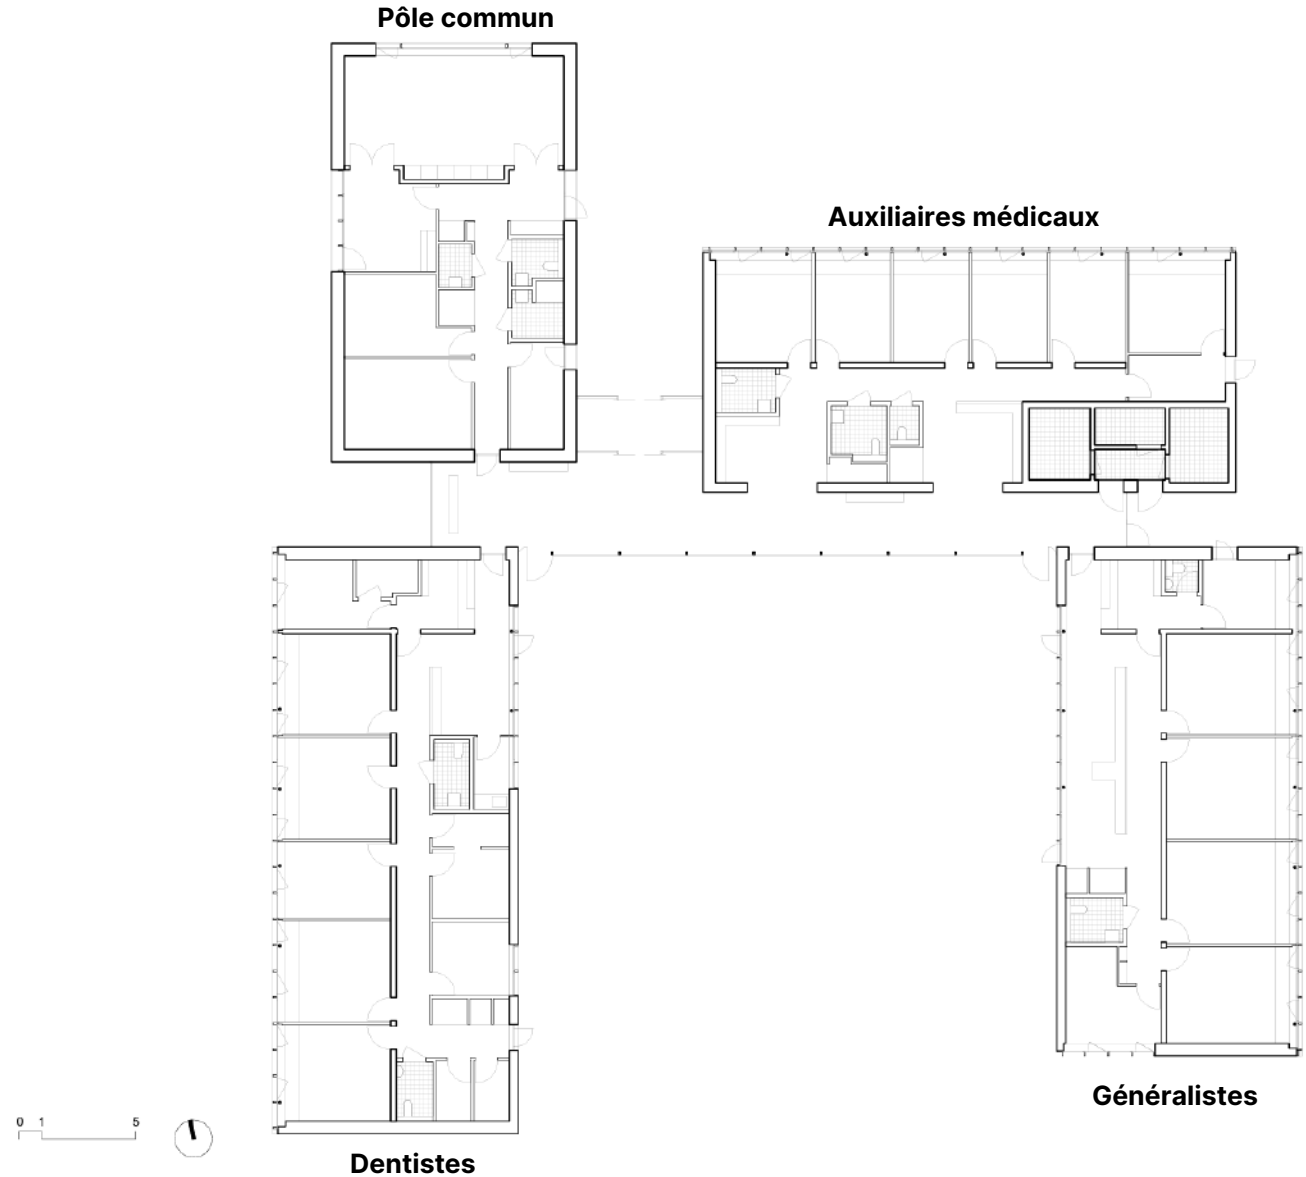 Pôle commun
Auxiliaires médicaux
Généralistes
0 1 5
Dentistes